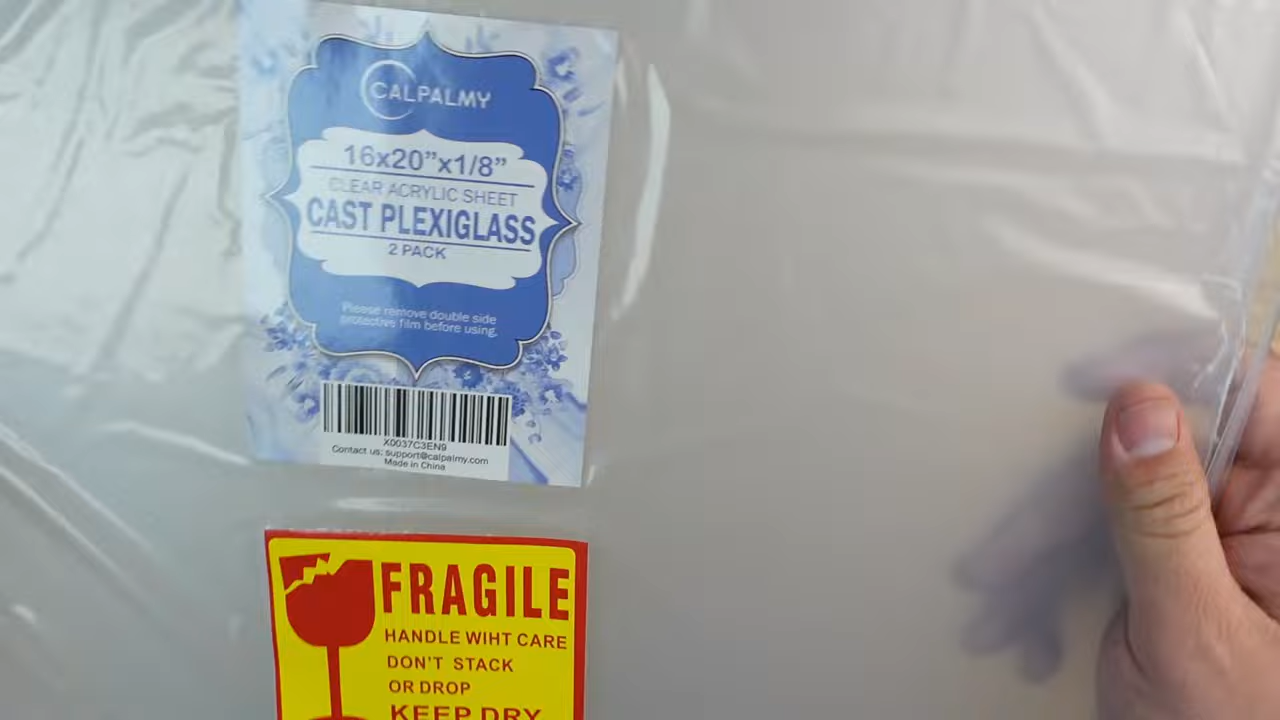 CALPALMY
16x20”x1/8”
CLEAR ACRYLIC SHEET
CAST PLEXIGLASS
2 PACK
Please remove double side
protective film before using.
X0037C3EN9
Contact us: support@calpalmy.com
Made in China
FRAGILE
HANDLE WIHT CARE
DON’T STACK
OR DROP
KEEP DRY